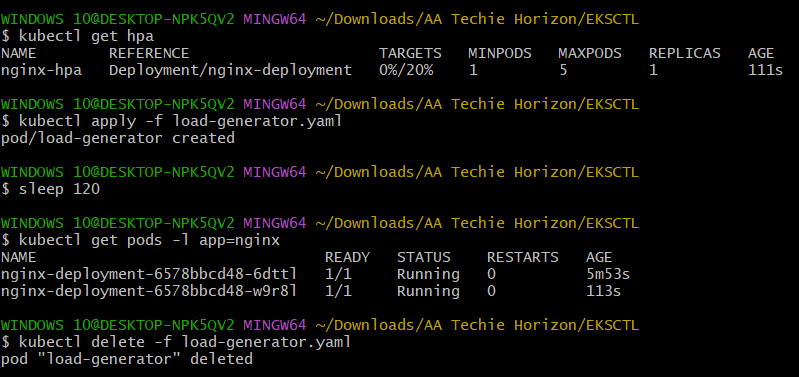 WINDOWS 10@DESKTOP-NPK5QV2 MINGW64 ~/Downloads/AA Techie Horizon/EKSCTL
$ kubectl get hpa
NAME REFERENCE TARGETS MINPODS MAXPODS REPLICAS AGE
nginx-hpa Deployment/nginx-deployment 0%/20% 1 5 1 111s
WINDOWS 10@DESKTOP-NPK5QV2 MINGW64 ~/Downloads/AA Techie Horizon/EKSCTL
$ kubectl apply -f load-generator.yaml
pod/load-generator created
WINDOWS 10@DESKTOP-NPK5QV2 MINGW64 ~/Downloads/AA Techie Horizon/EKSCTL
$ sleep 120
WINDOWS 10@DESKTOP-NPK5QV2 MINGW64 ~/Downloads/AA Techie Horizon/EKSCTL
$ kubectl get pods -l app=nginx
NAME READY STATUS RESTARTS AGE
nginx-deployment-6578bbcd48-6dttl 1/1 Running 0 5m53s
nginx-deployment-6578bbcd48-w9r8l 1/1 Running 0 113s
WINDOWS 10@DESKTOP-NPK5QV2 MINGW64 ~/Downloads/AA Techie Horizon/EKSCTL
$ kubectl delete -f load-generator.yaml
pod "load-generator" deleted